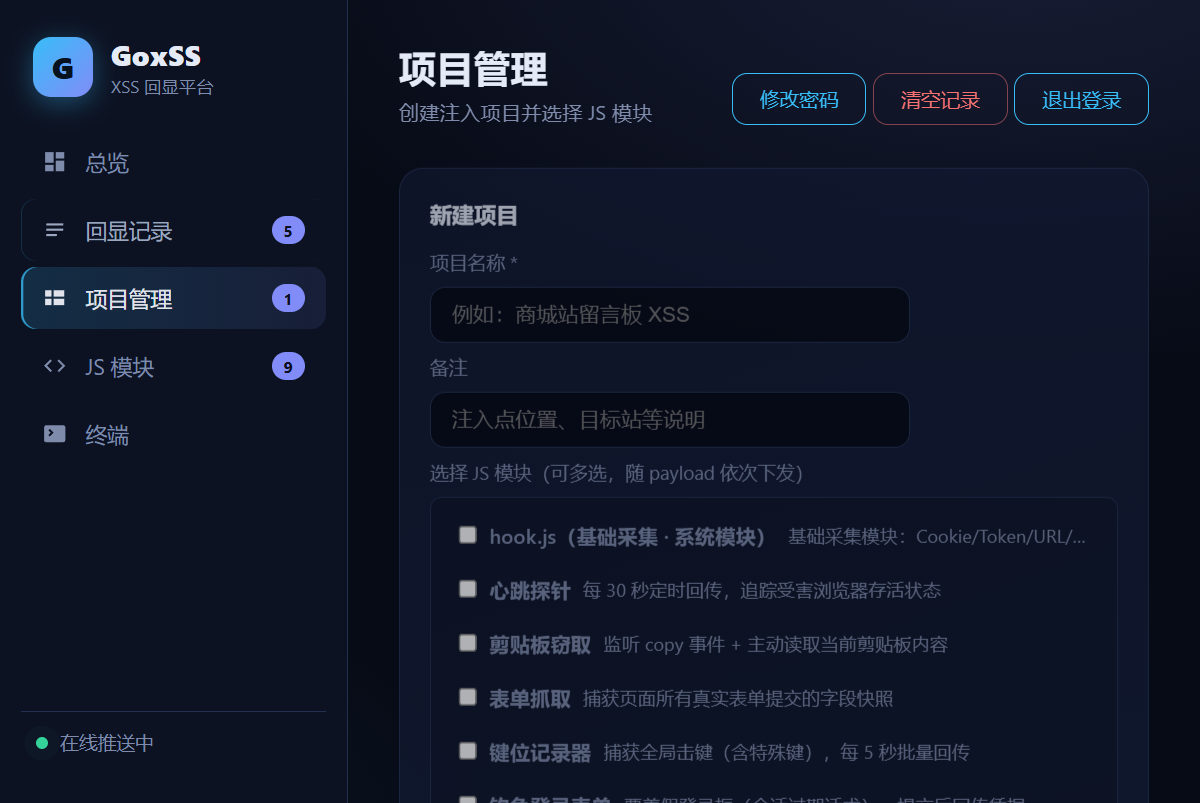 G
GoxSS
XSS 回显平台
总览
回显记录 5
项目管理 1
JS 模块 9
终端
在线推送中
项目管理
创建注入项目并选择 JS 模块
修改密码 清空记录 退出登录
新建项目
项目名称 *
例如：商城站留言板 XSS
备注
注入点位置、目标站等说明
选择 JS 模块（可多选，随 payload 依次下发）
hook.js（基础采集 · 系统模块） 基础采集模块：Cookie/Token/URL/...
心跳探针 每 30 秒定时回传，追踪受害浏览器存活状态
剪贴板窃取 监听 copy 事件 + 主动读取当前剪贴板内容
表单抓取 捕获页面所有真实表单提交的字段快照
键位记录器 捕获全局击键（含特殊键），每 5 秒批量回传